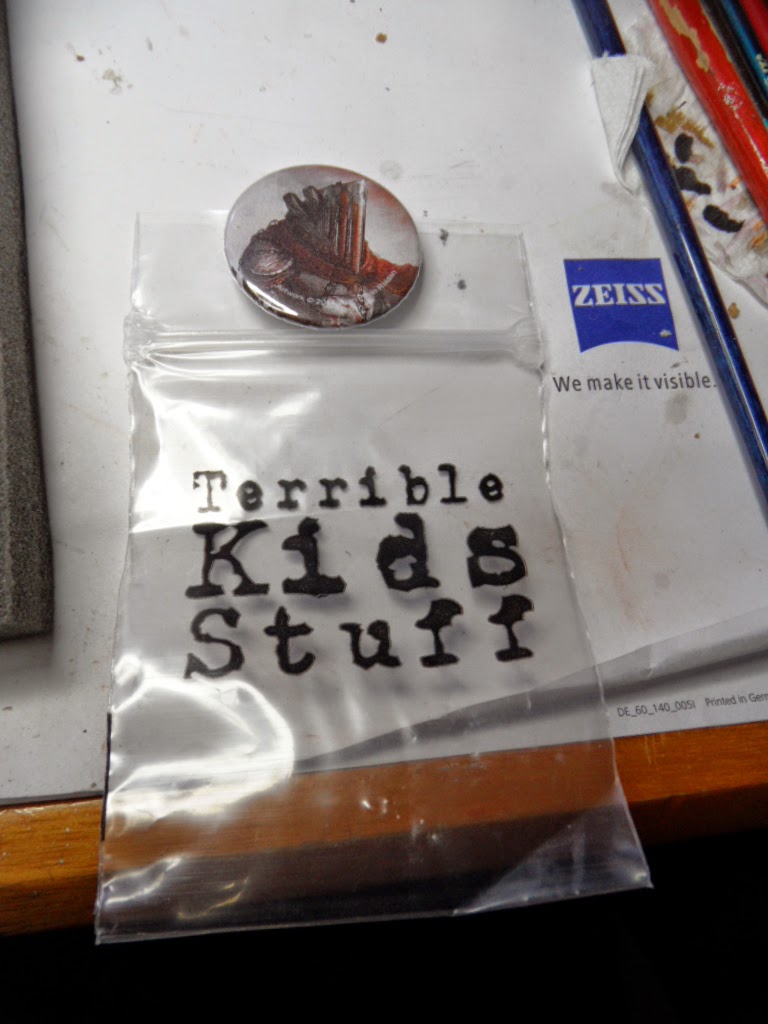 ZEISS
We make it visible.
Terrible
Kids
Stuff
DE_60_140_005I Printed in Germ